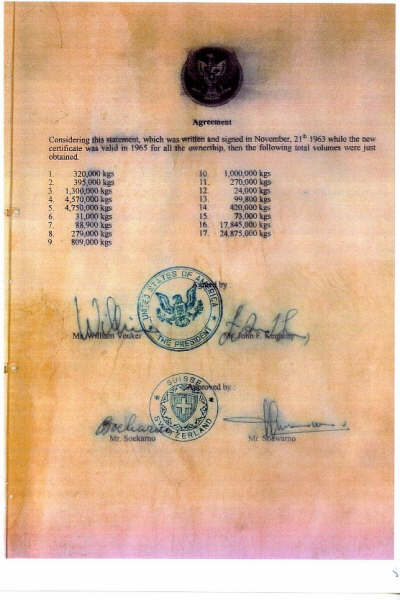 Agreement
Considering this statement, which was written and signed in November, 21th 1963 while the new
certificate was valid in 1965 for all the ownership, then the following total volumes were just
obtained.
1. 320,000 kgs
2. 395,000 kgs
3. 1,300,000 kgs
4. 4,570,000 kgs
5. 4,750,000 kgs
6. 31,000 kgs
7. 88,900 kgs
8. 279,000 kgs
9. 809,000 kgs
10. 1,000,000 kgs
11. 270,000 kgs
12. 24,000 kgs
13. 99,800 kgs
14. 420,000 kgs
15. 73,000 kgs
16. 17,845,000 kgs
17. 24,875,000 kgs
by
UNITED STATES OF AMERICA
THE PRESIDENT
Mr. William Vouker
Mr. John F. Kennedy
Approved by :
SUISSE
SWITZERLAND
Soekarno
Mr. Soekarno
Mr. Soewarno